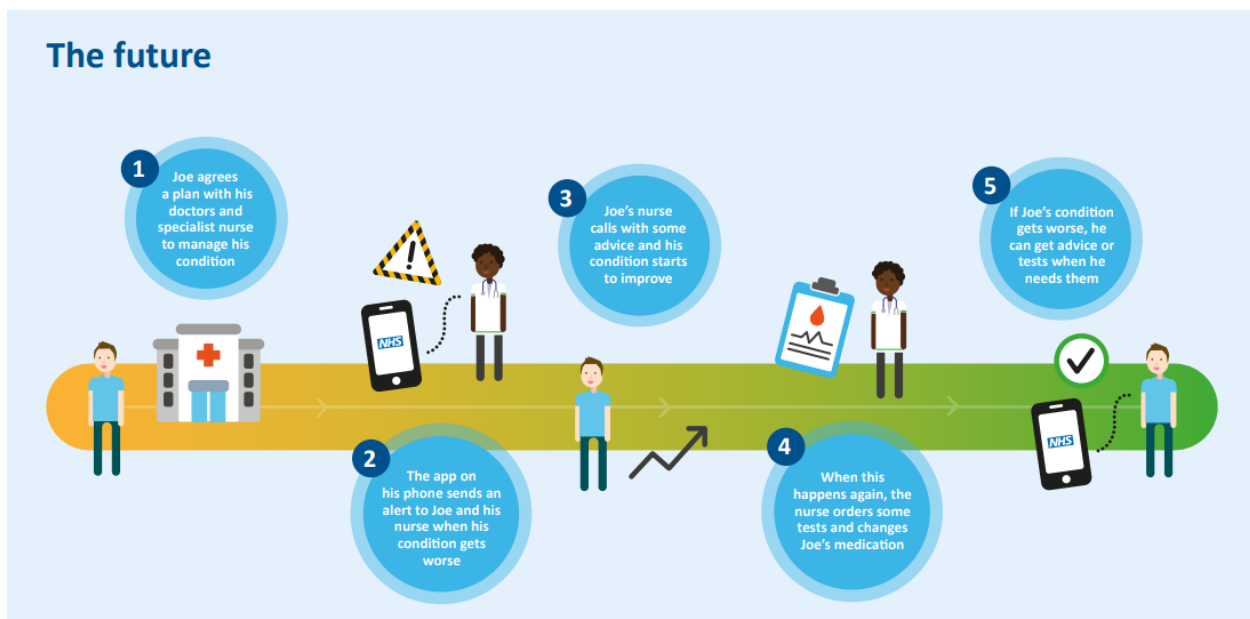 The future
1
Joe agrees
a plan with his
doctors and
specialist nurse
to manage his
condition
NHS
2
The app on
his phone sends an
alert to Joe and his
nurse when his
condition gets
worse
3
Joe's nurse
calls with some
advice and his
condition starts
to improve
4
When this
happens again, the
nurse orders some
tests and changes
Joe's medication
5
If Joe's condition
gets worse, he
can get advice or
tests when he
needs them
NHS